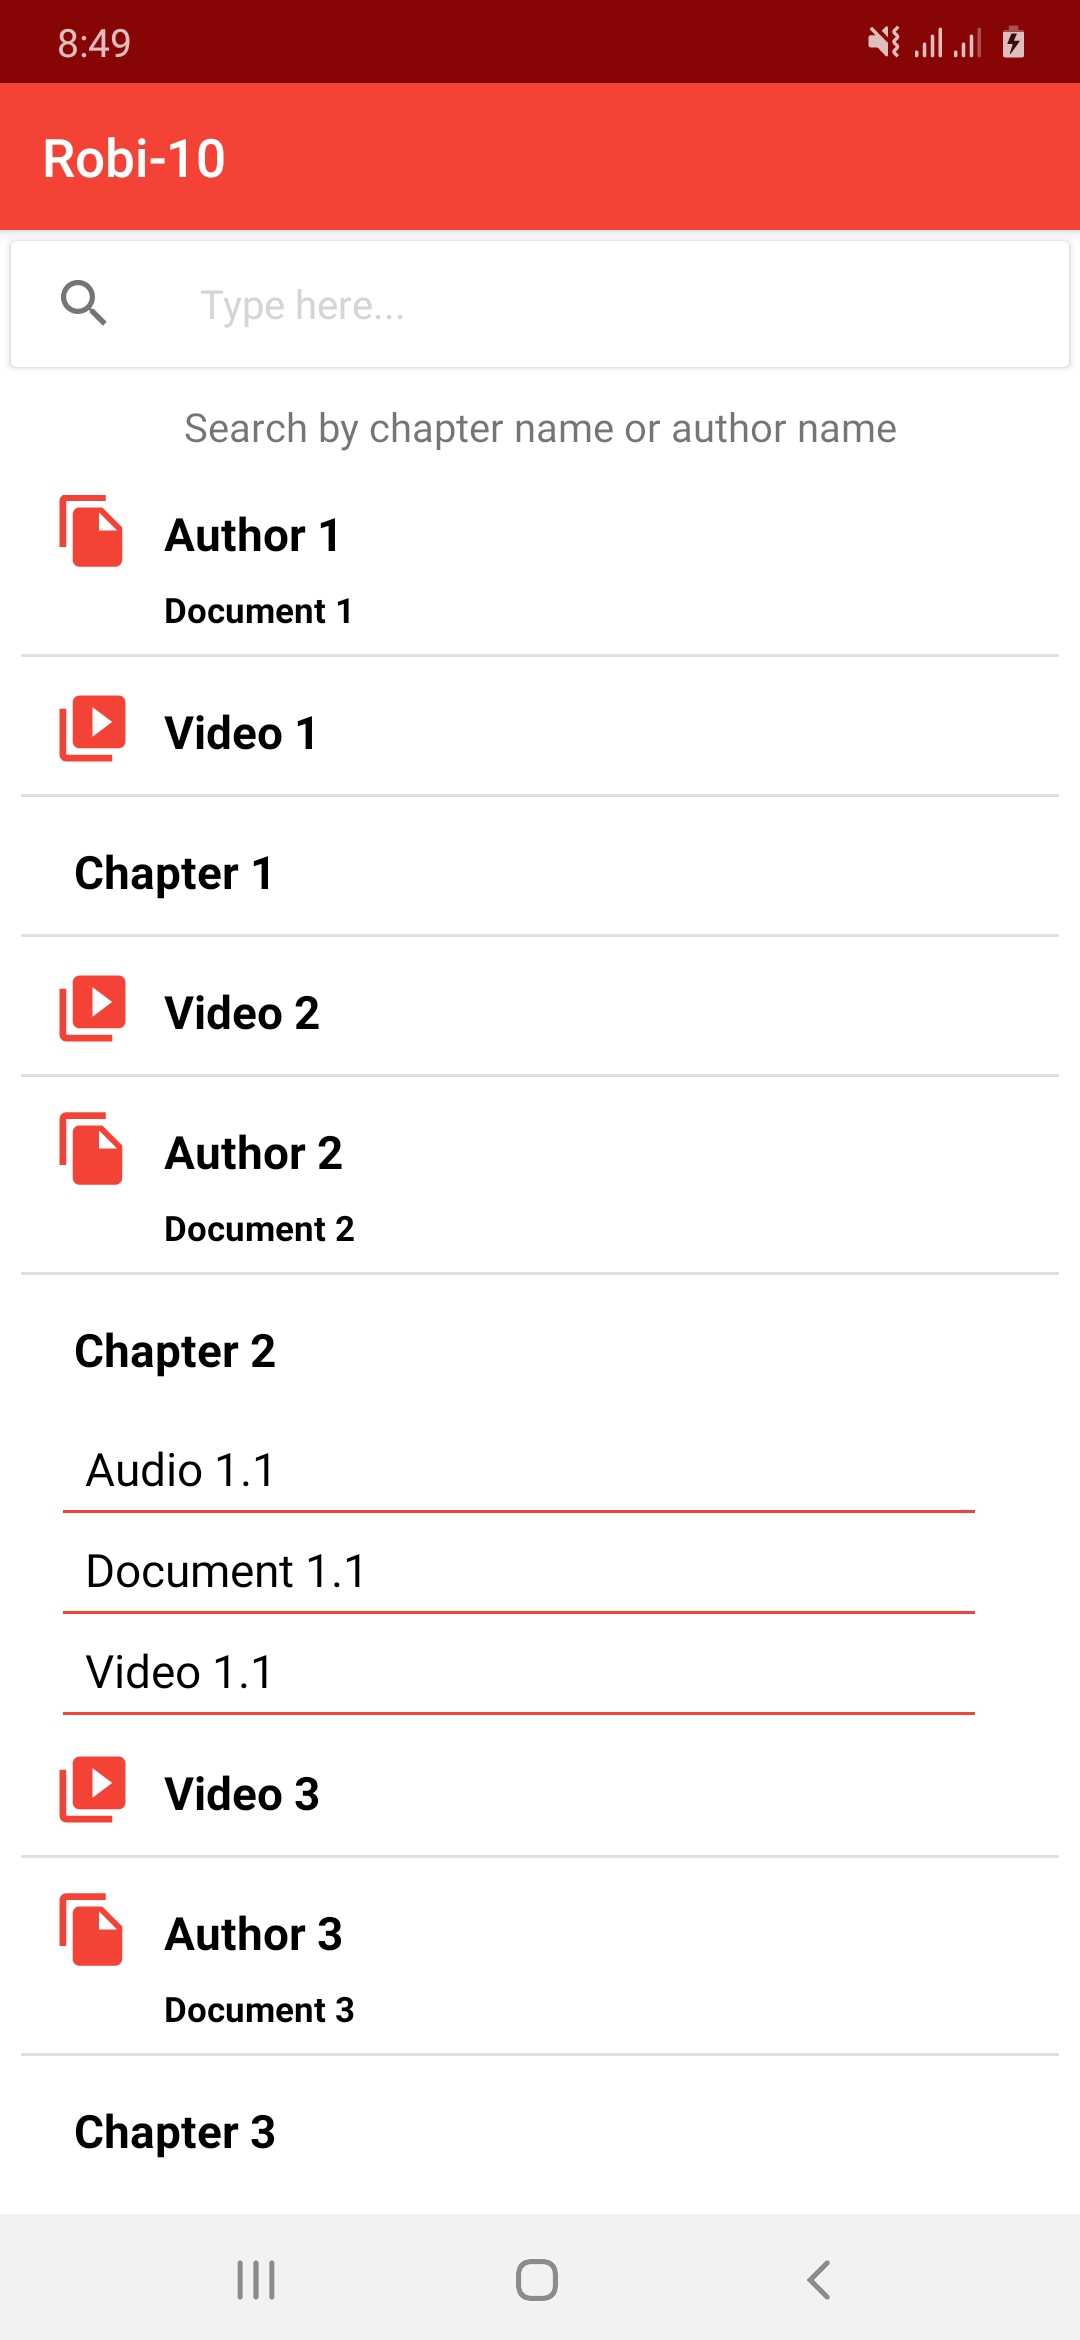 8:49
Robi-10
Type here...
Search by chapter name or author name
Author 1
Document 1
Video 1
Chapter 1
Video 2
Author 2
Document 2
Chapter 2
Audio 1.1
Document 1.1
Video 1.1
Video 3
Author 3
Document 3
Chapter 3